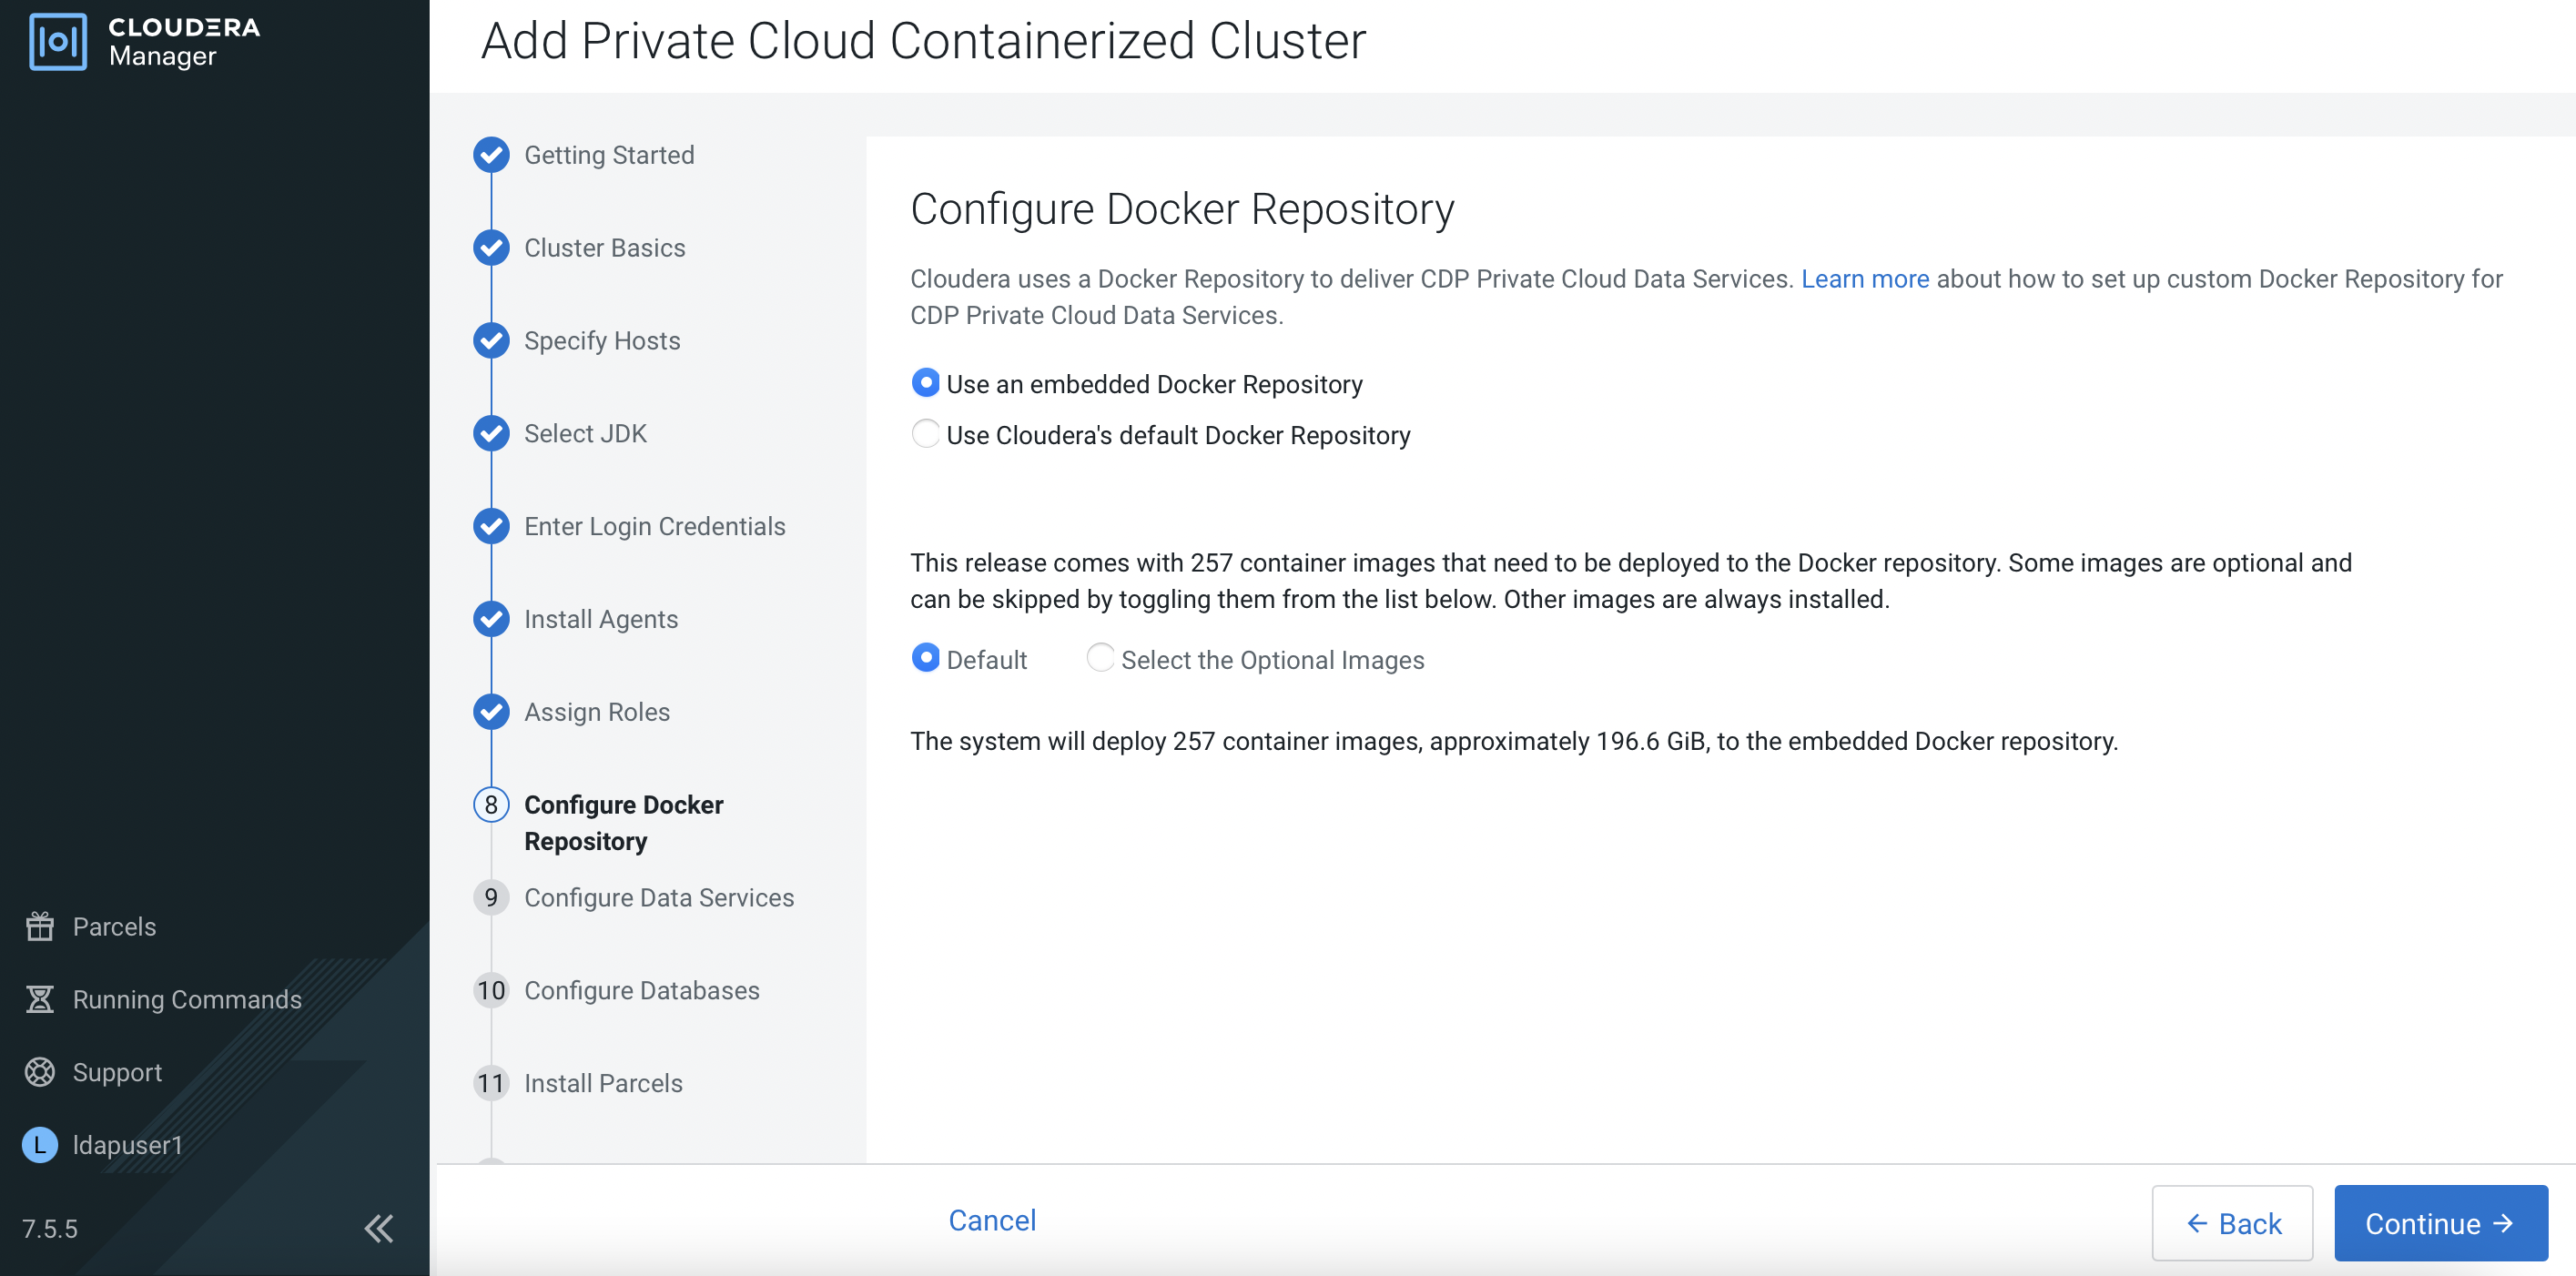 CLOUDERA
Manager
Add Private Cloud Containerized Cluster
Getting Started
Cluster Basics
Specify Hosts
Select JDK
Enter Login Credentials
Install Agents
Assign Roles
8 Configure Docker
Repository
9 Configure Data Services
10 Configure Databases
11 Install Parcels
Configure Docker Repository
Cloudera uses a Docker Repository to deliver CDP Private Cloud Data Services. Learn more about how to set up custom Docker Repository for
CDP Private Cloud Data Services.
Use an embedded Docker Repository
Use Cloudera's default Docker Repository
This release comes with 257 container images that need to be deployed to the Docker repository. Some images are optional and
can be skipped by toggling them from the list below. Other images are always installed.
Default Select the Optional Images
The system will deploy 257 container images, approximately 196.6 GiB, to the embedded Docker repository.
Parcels
Running Commands
Support
L ldapuser1
7.5.5
Cancel
← Back
Continue →